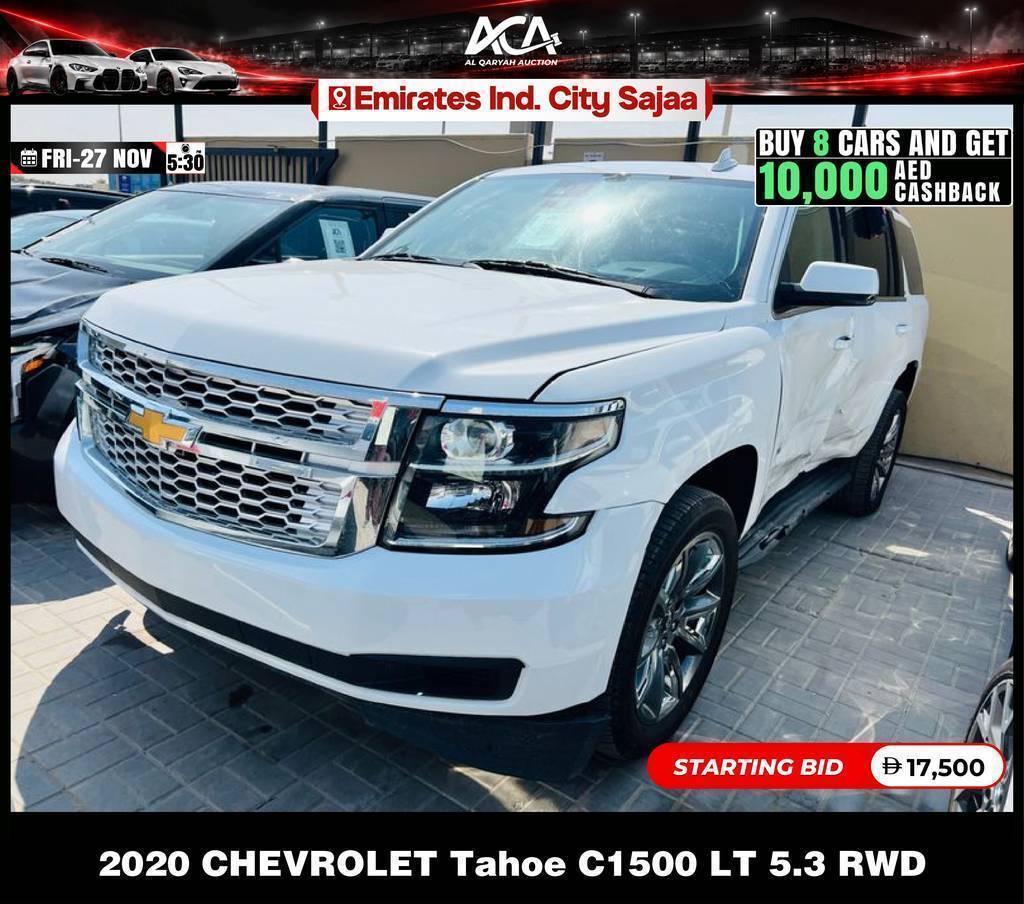 ACA
AL QARYAH AUCTION
Emirates Ind. City Sajaa
FRI-27 NOV 5:30
BUY 8 CARS AND GET
10,000 AED CASHBACK
STARTING BID 17,500
2020 CHEVROLET Tahoe C1500 LT 5.3 RWD